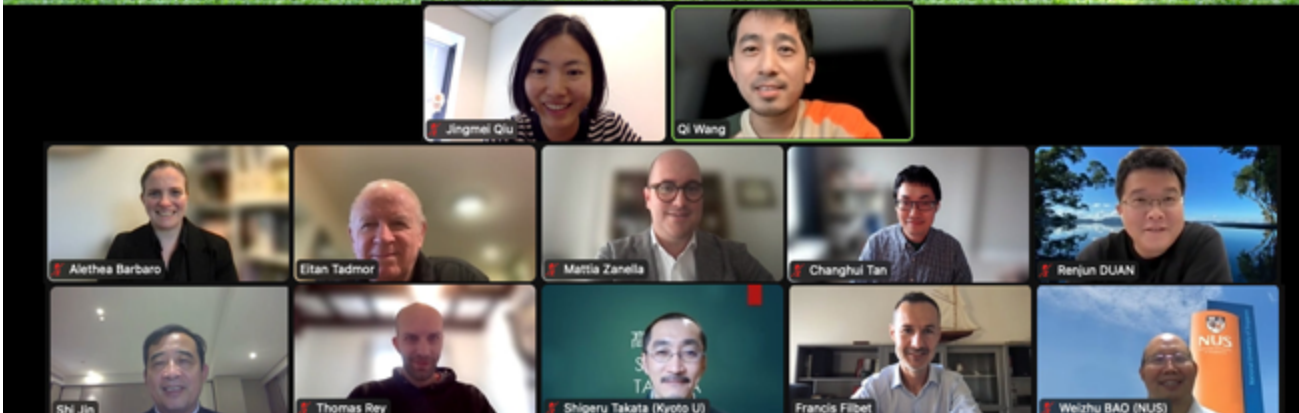 Jingmei Qiu
Qi Wang
Alethea Barbaro
Eitan Tadmor
Mattia Zanella
Changhui Tan
Renjun DUAN
Shi Jin
Thomas Rey
Shigeru Takata (Kyoto U)
Francis Filbet
NUS
Weizhu BAO (NUS)